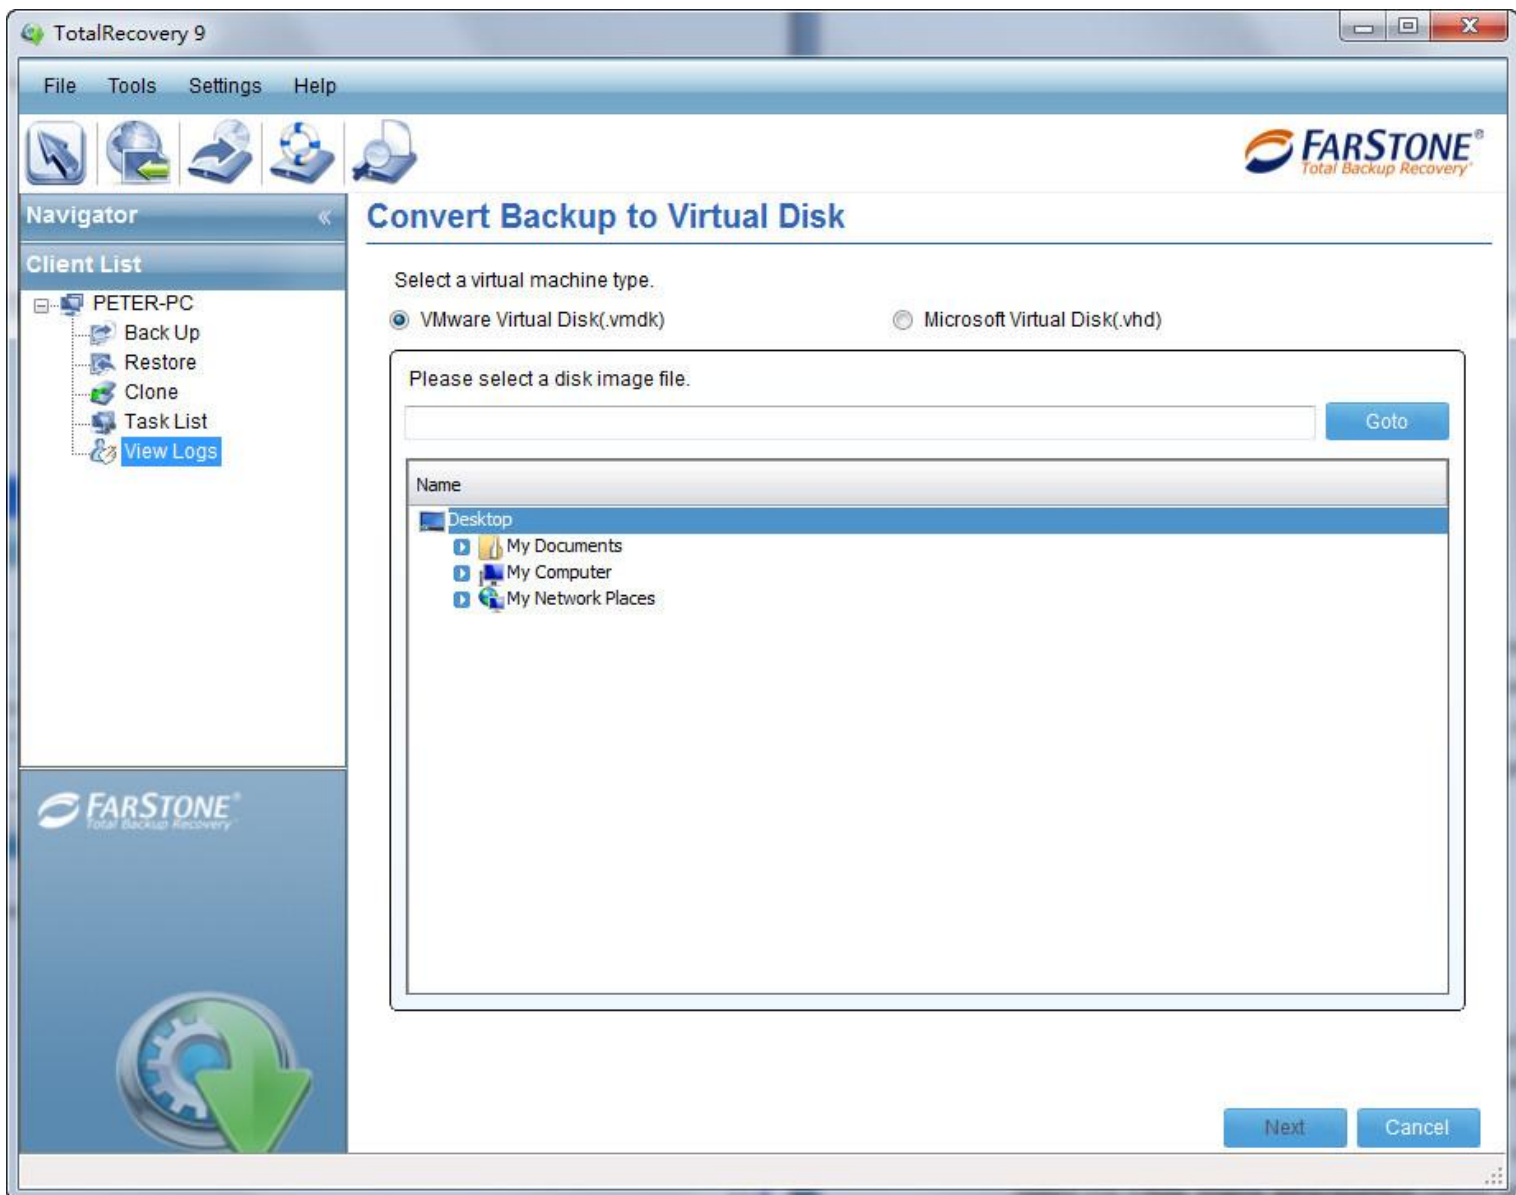 TotalRecovery 9
File Tools Settings Help
FARSTONE®
Total Backup Recovery
Navigator «
Client List
PETER-PC
Back Up
Restore
Clone
Task List
View Logs
FARSTONE®
Total Backup Recovery
Convert Backup to Virtual Disk
Select a virtual machine type.
VMware Virtual Disk(.vmdk) Microsoft Virtual Disk(.vhd)
Please select a disk image file.
Goto
Name
Desktop
My Documents
My Computer
My Network Places
Next Cancel